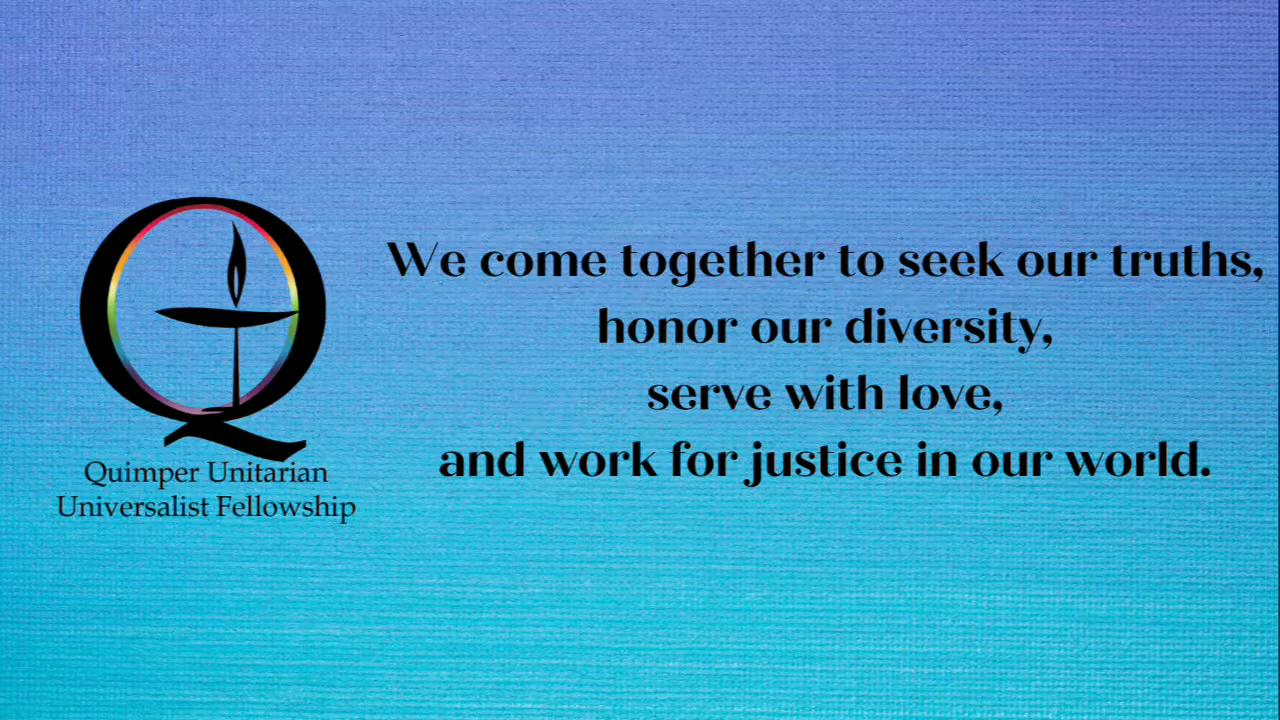 We come together to seek our truths,
honor our diversity,
serve with love,
and work for justice in our world.
Quimper Unitarian
Universalist Fellowship